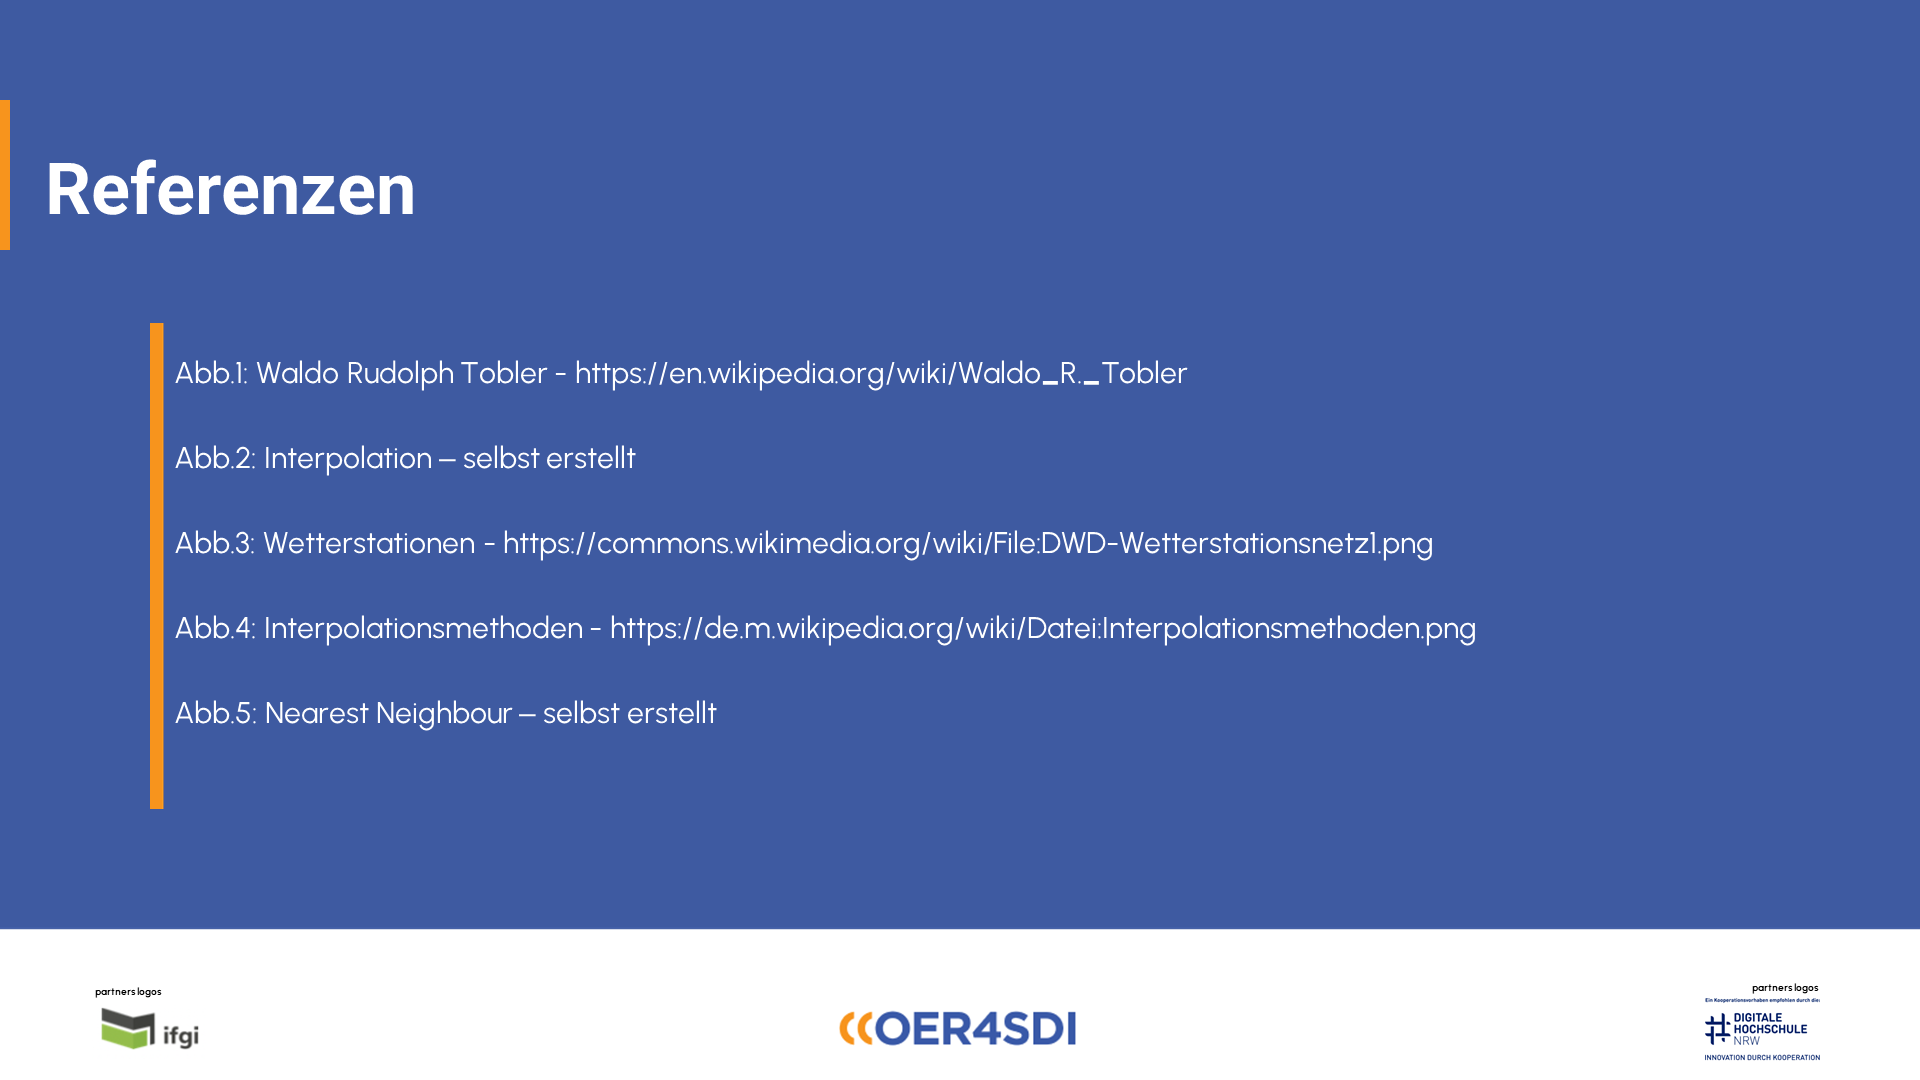 Referenzen
Abb.1: Waldo Rudolph Tobler - https://en.wikipedia.org/wiki/Waldo_R._Tobler
Abb.2: Interpolation – selbst erstellt
Abb.3: Wetterstationen - https://commons.wikimedia.org/wiki/File:DWD-Wetterstationsnetz1.png
Abb.4: Interpolationsmethoden - https://de.m.wikipedia.org/wiki/Datei:Interpolationsmethoden.png
Abb.5: Nearest Neighbour – selbst erstellt
partners logos
ifgi
OER4SDI
partners logos
Ein Kooperationsvorhaben empfohlen durch die:
DIGITALE
HOCHSCHULE
NRW
INNOVATION DURCH KOOPERATION